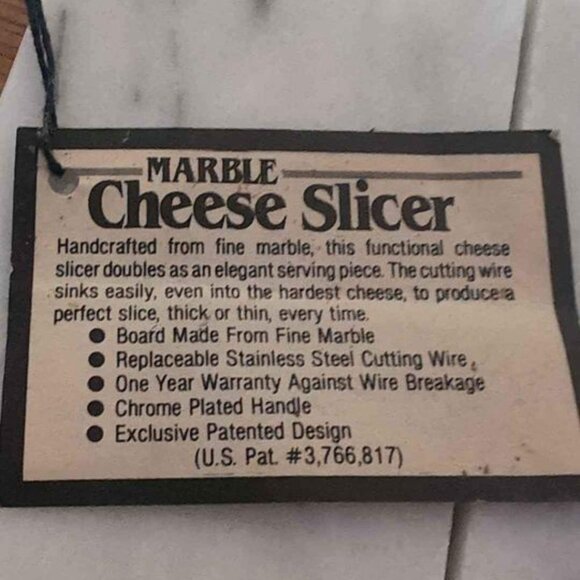 MARBLE
Cheese Slicer
Handcrafted from fine marble, this functional cheese
slicer doubles as an elegant serving piece. The cutting wire
sinks easily, even into the hardest cheese, to produce a
perfect slice, thick or thin, every time.
● Board Made From Fine Marble
● Replaceable Stainless Steel Cutting Wire
● One Year Warranty Against Wire Breakage
● Chrome Plated Handle
● Exclusive Patented Design
(U.S. Pat. #3,766,817)